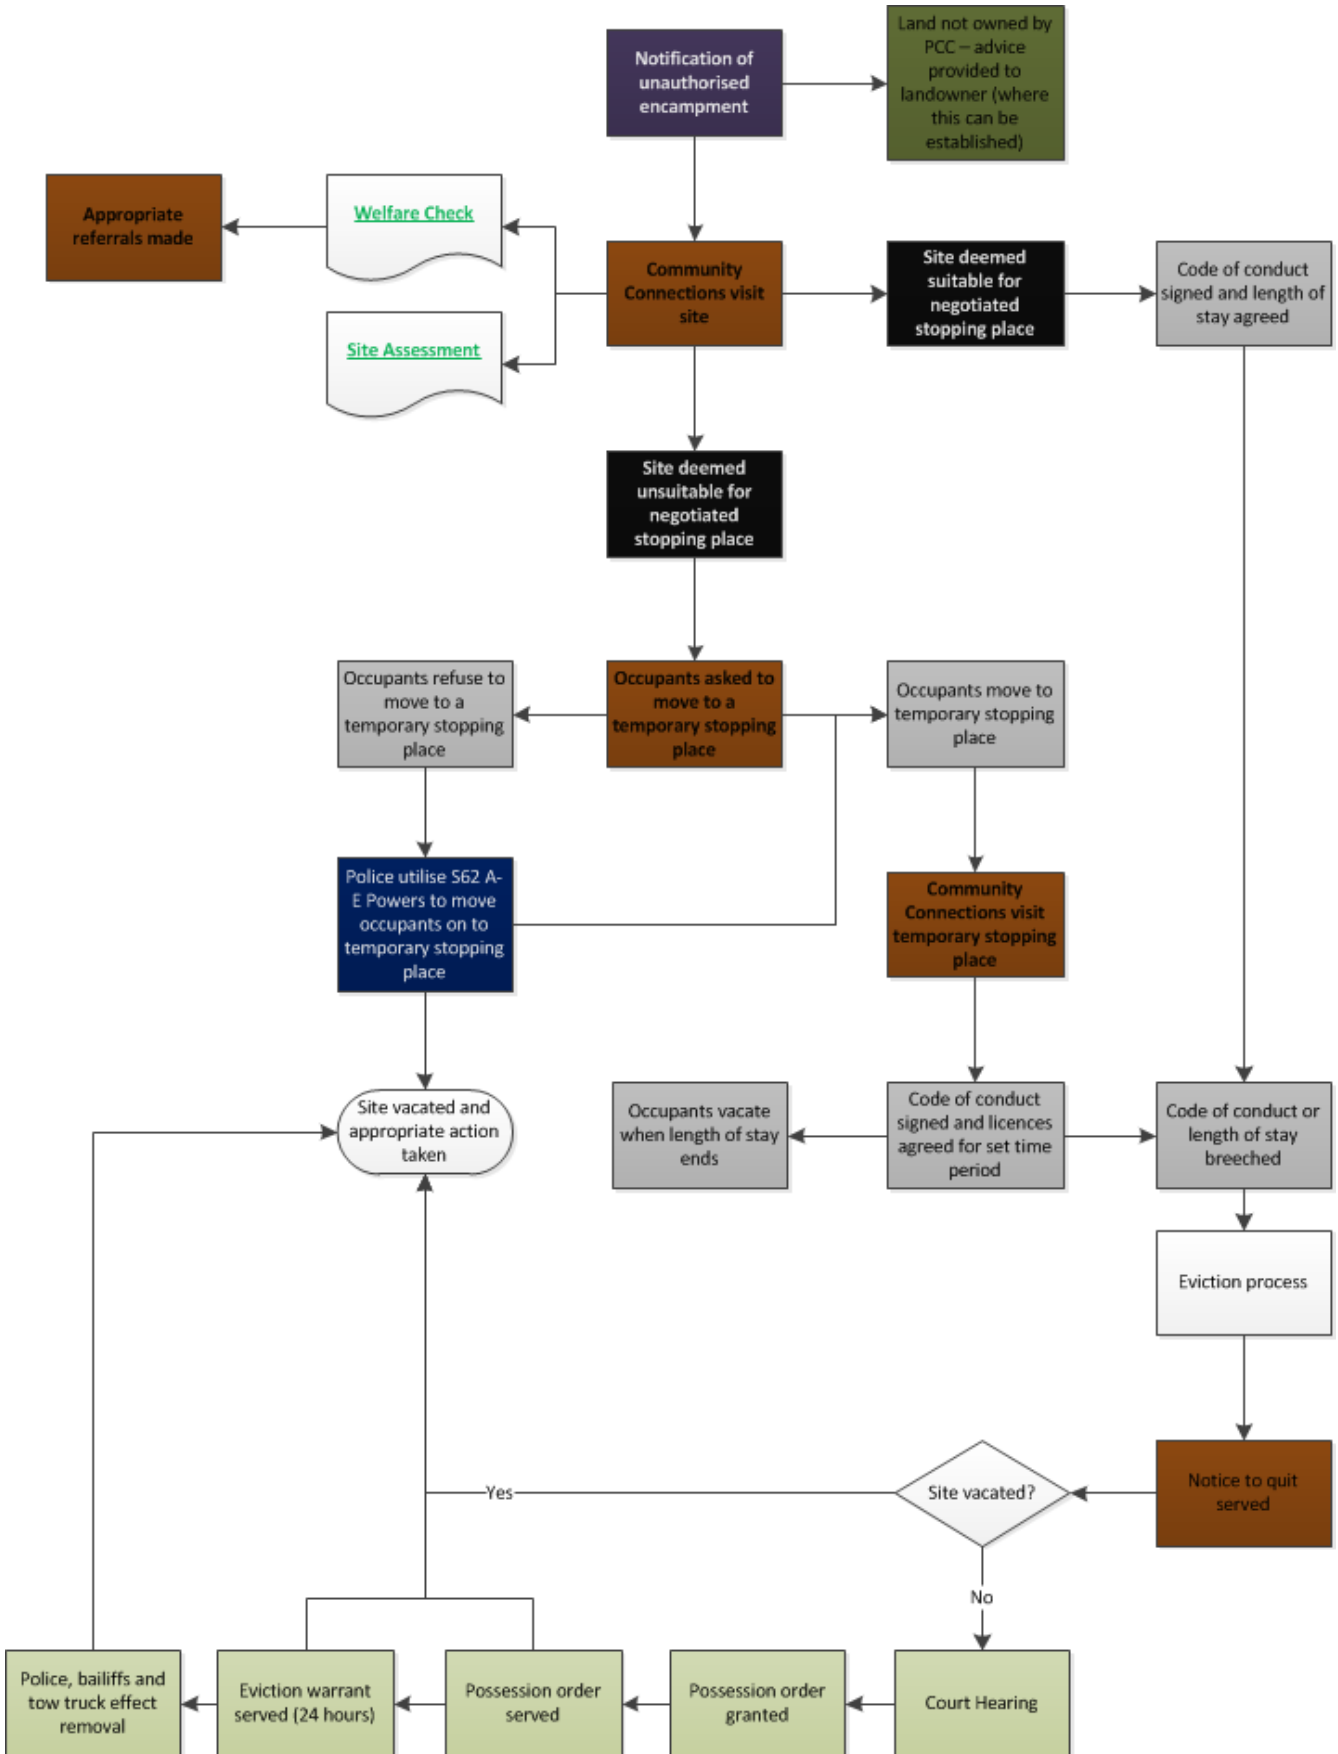 Notification of
unauthorised
encampment
Land not owned by
PCC – advice
provided to
landowner (where
this can be
established)
Appropriate
referrals made
Welfare Check
Site Assessment
Community
Connections visit
site
Site deemed
suitable for
negotiated
stopping place
Code of conduct
signed and length of
stay agreed
Site deemed
unsuitable for
negotiated
stopping place
Occupants refuse to
move to a
temporary stopping
place
Occupants asked to
move to a
temporary stopping
place
Occupants move to
temporary stopping
place
Police utilise S62 A-
E Powers to move
occupants on to
temporary stopping
place
Community
Connections visit
temporary stopping
place
Site vacated and
appropriate action
taken
Occupants vacate
when length of stay
ends
Code of conduct
signed and licences
agreed for set time
period
Code of conduct or
length of stay
breeched
Eviction process
Notice to quit
served
Site vacated?
Yes
No
Police, bailiffs and
tow truck effect
removal
Eviction warrant
served (24 hours)
Possession order
served
Possession order
granted
Court Hearing